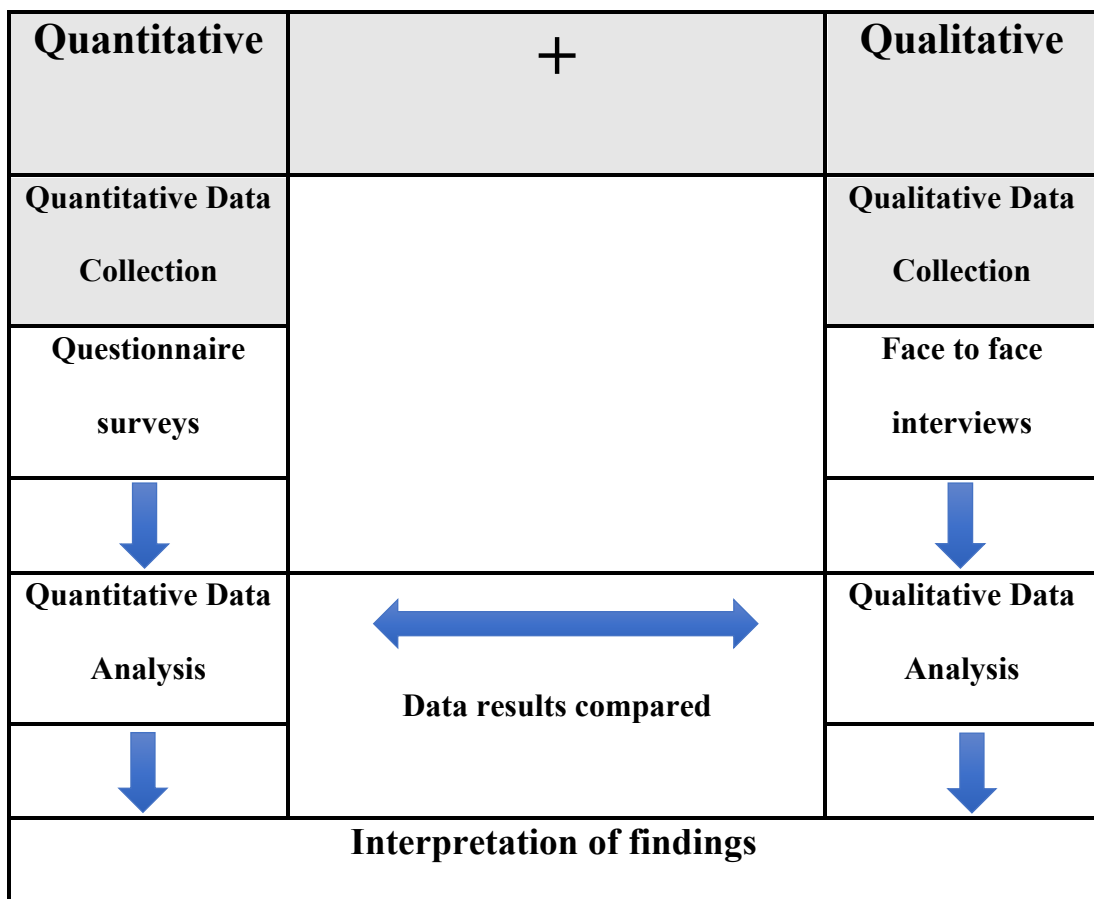 Quantitative
+
Qualitative
Quantitative Data
Collection
Qualitative Data
Collection
Questionnaire
surveys
Face to face
interviews
Quantitative Data
Analysis
Data results compared
Qualitative Data
Analysis
Interpretation of findings